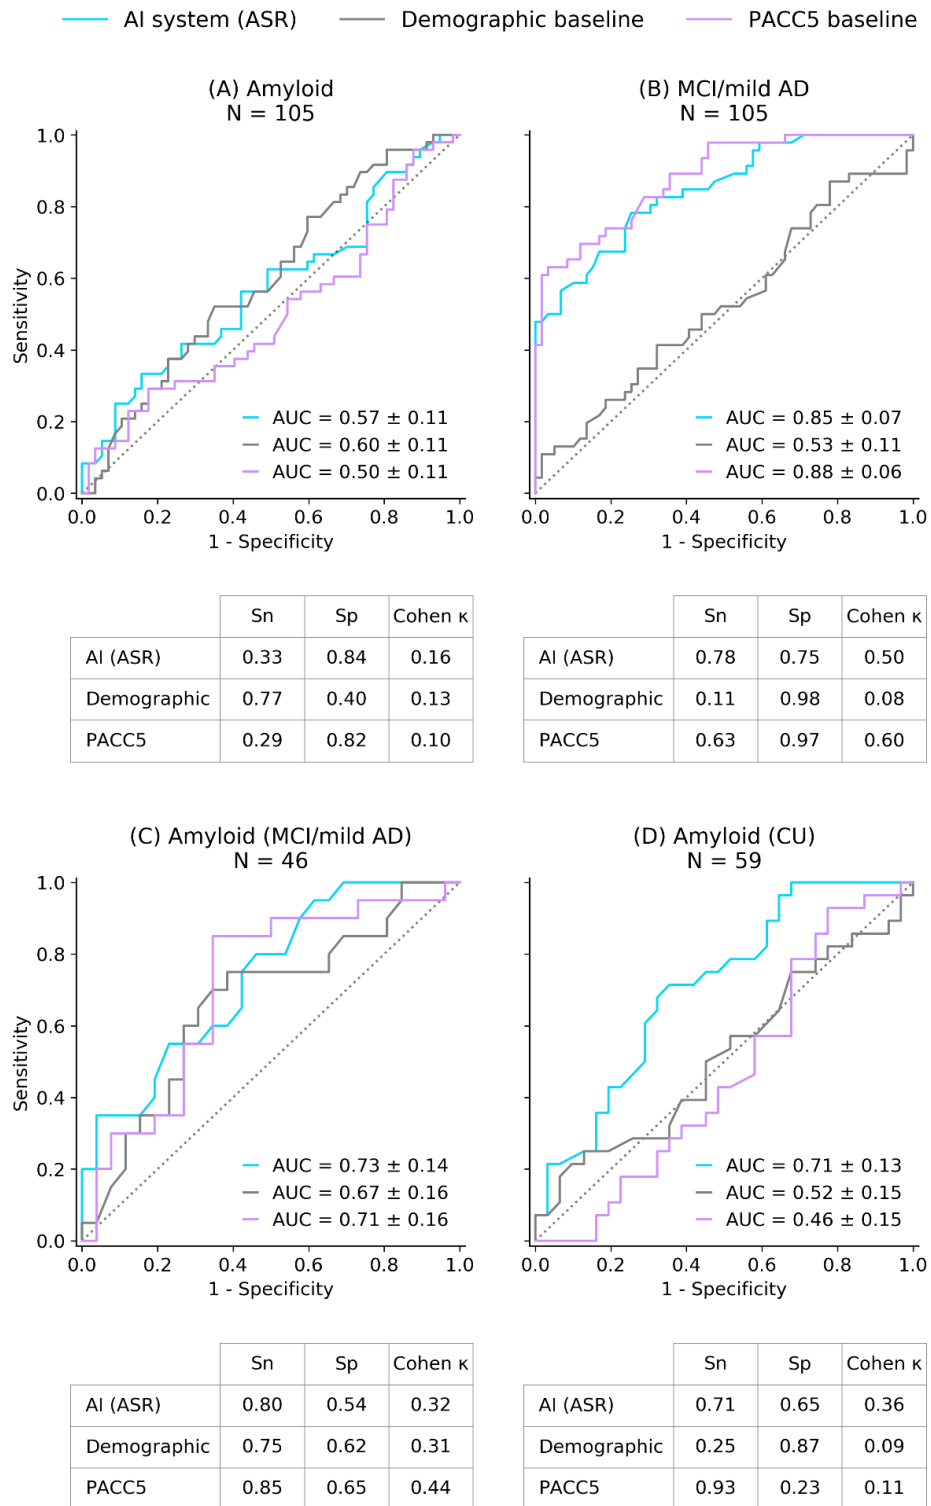 AI system (ASR) Demographic baseline PACC5 baseline
(A) Amyloid
N = 105
1.0
0.8
0.6
0.4
0.2
0.0
Sensitivity
AUC = 0.57 ± 0.11
AUC = 0.60 ± 0.11
AUC = 0.50 ± 0.11
0.0 0.2 0.4 0.6 0.8 1.0
1 - Specificity
(B) MCI/mild AD
N = 105
AUC = 0.85 ± 0.07
AUC = 0.53 ± 0.11
AUC = 0.88 ± 0.06
0.0 0.2 0.4 0.6 0.8 1.0
1 - Specificity
Sn Sp Cohen κ
AI (ASR) 0.33 0.84 0.16
Demographic 0.77 0.40 0.13
PACC5 0.29 0.82 0.10
Sn Sp Cohen κ
AI (ASR) 0.78 0.75 0.50
Demographic 0.11 0.98 0.08
PACC5 0.63 0.97 0.60
(C) Amyloid (MCI/mild AD)
N = 46
1.0
0.8
0.6
0.4
0.2
0.0
Sensitivity
AUC = 0.73 ± 0.14
AUC = 0.67 ± 0.16
AUC = 0.71 ± 0.16
0.0 0.2 0.4 0.6 0.8 1.0
1 - Specificity
(D) Amyloid (CU)
N = 59
AUC = 0.71 ± 0.13
AUC = 0.52 ± 0.15
AUC = 0.46 ± 0.15
0.0 0.2 0.4 0.6 0.8 1.0
1 - Specificity
Sn Sp Cohen κ
AI (ASR) 0.80 0.54 0.32
Demographic 0.75 0.62 0.31
PACC5 0.85 0.65 0.44
Sn Sp Cohen κ
AI (ASR) 0.71 0.65 0.36
Demographic 0.25 0.87 0.09
PACC5 0.93 0.23 0.11